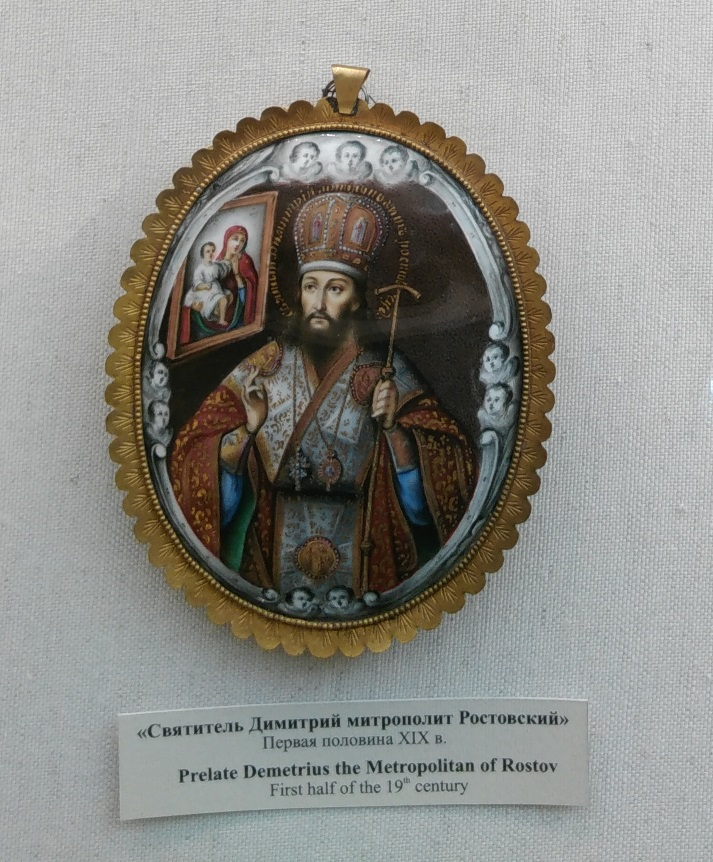 «Святитель Димитрий митрополит Ростовский»
Первая половина XIX в.
Prelate Demetrius the Metropolitan of Rostov
First half of the 19th century